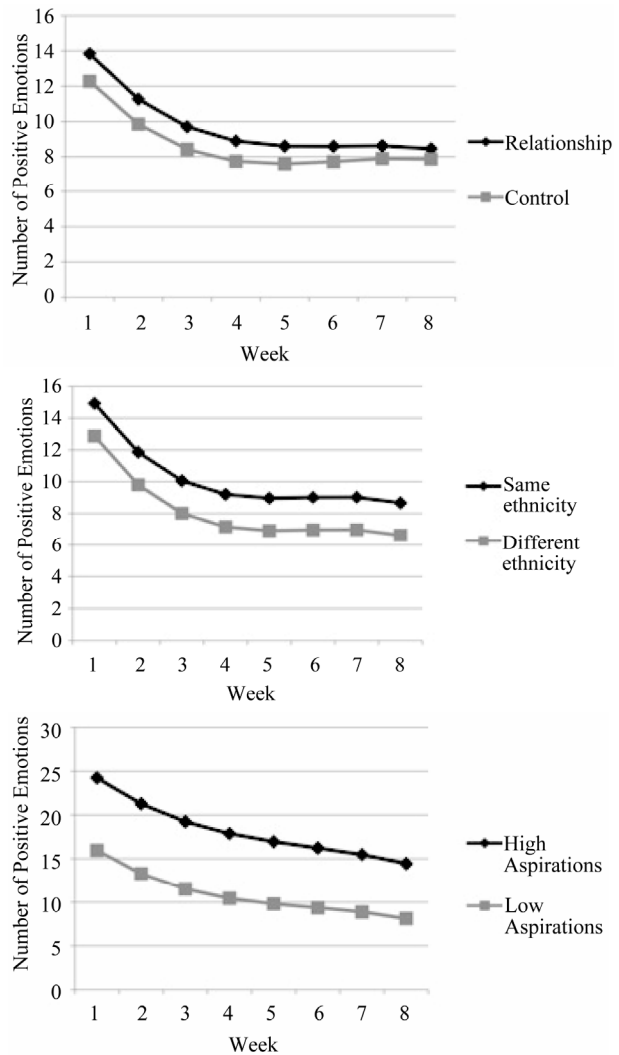 16
14
12
10
8
6
4
2
0
Number of Positive Emotions
1 2 3 4 5 6 7 8
Week
Relationship
Control
16
14
12
10
8
6
4
2
0
Number of Positive Emotions
1 2 3 4 5 6 7 8
Week
Same
ethnicity
Different
ethnicity
30
25
20
15
10
5
0
Number of Positive Emotions
1 2 3 4 5 6 7 8
Week
High
Aspirations
Low
Aspirations